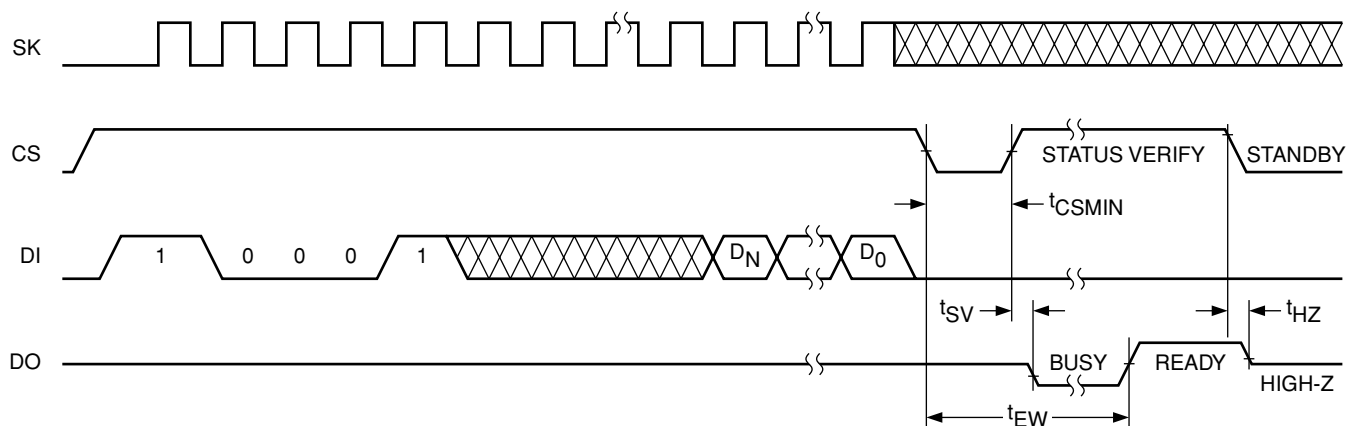 SK
CS
STATUS VERIFY
STANDBY
tCSMIN
DI
1 0 0 0 1
DN
D0
tSV
tHZ
DO
BUSY
READY
HIGH-Z
tEW